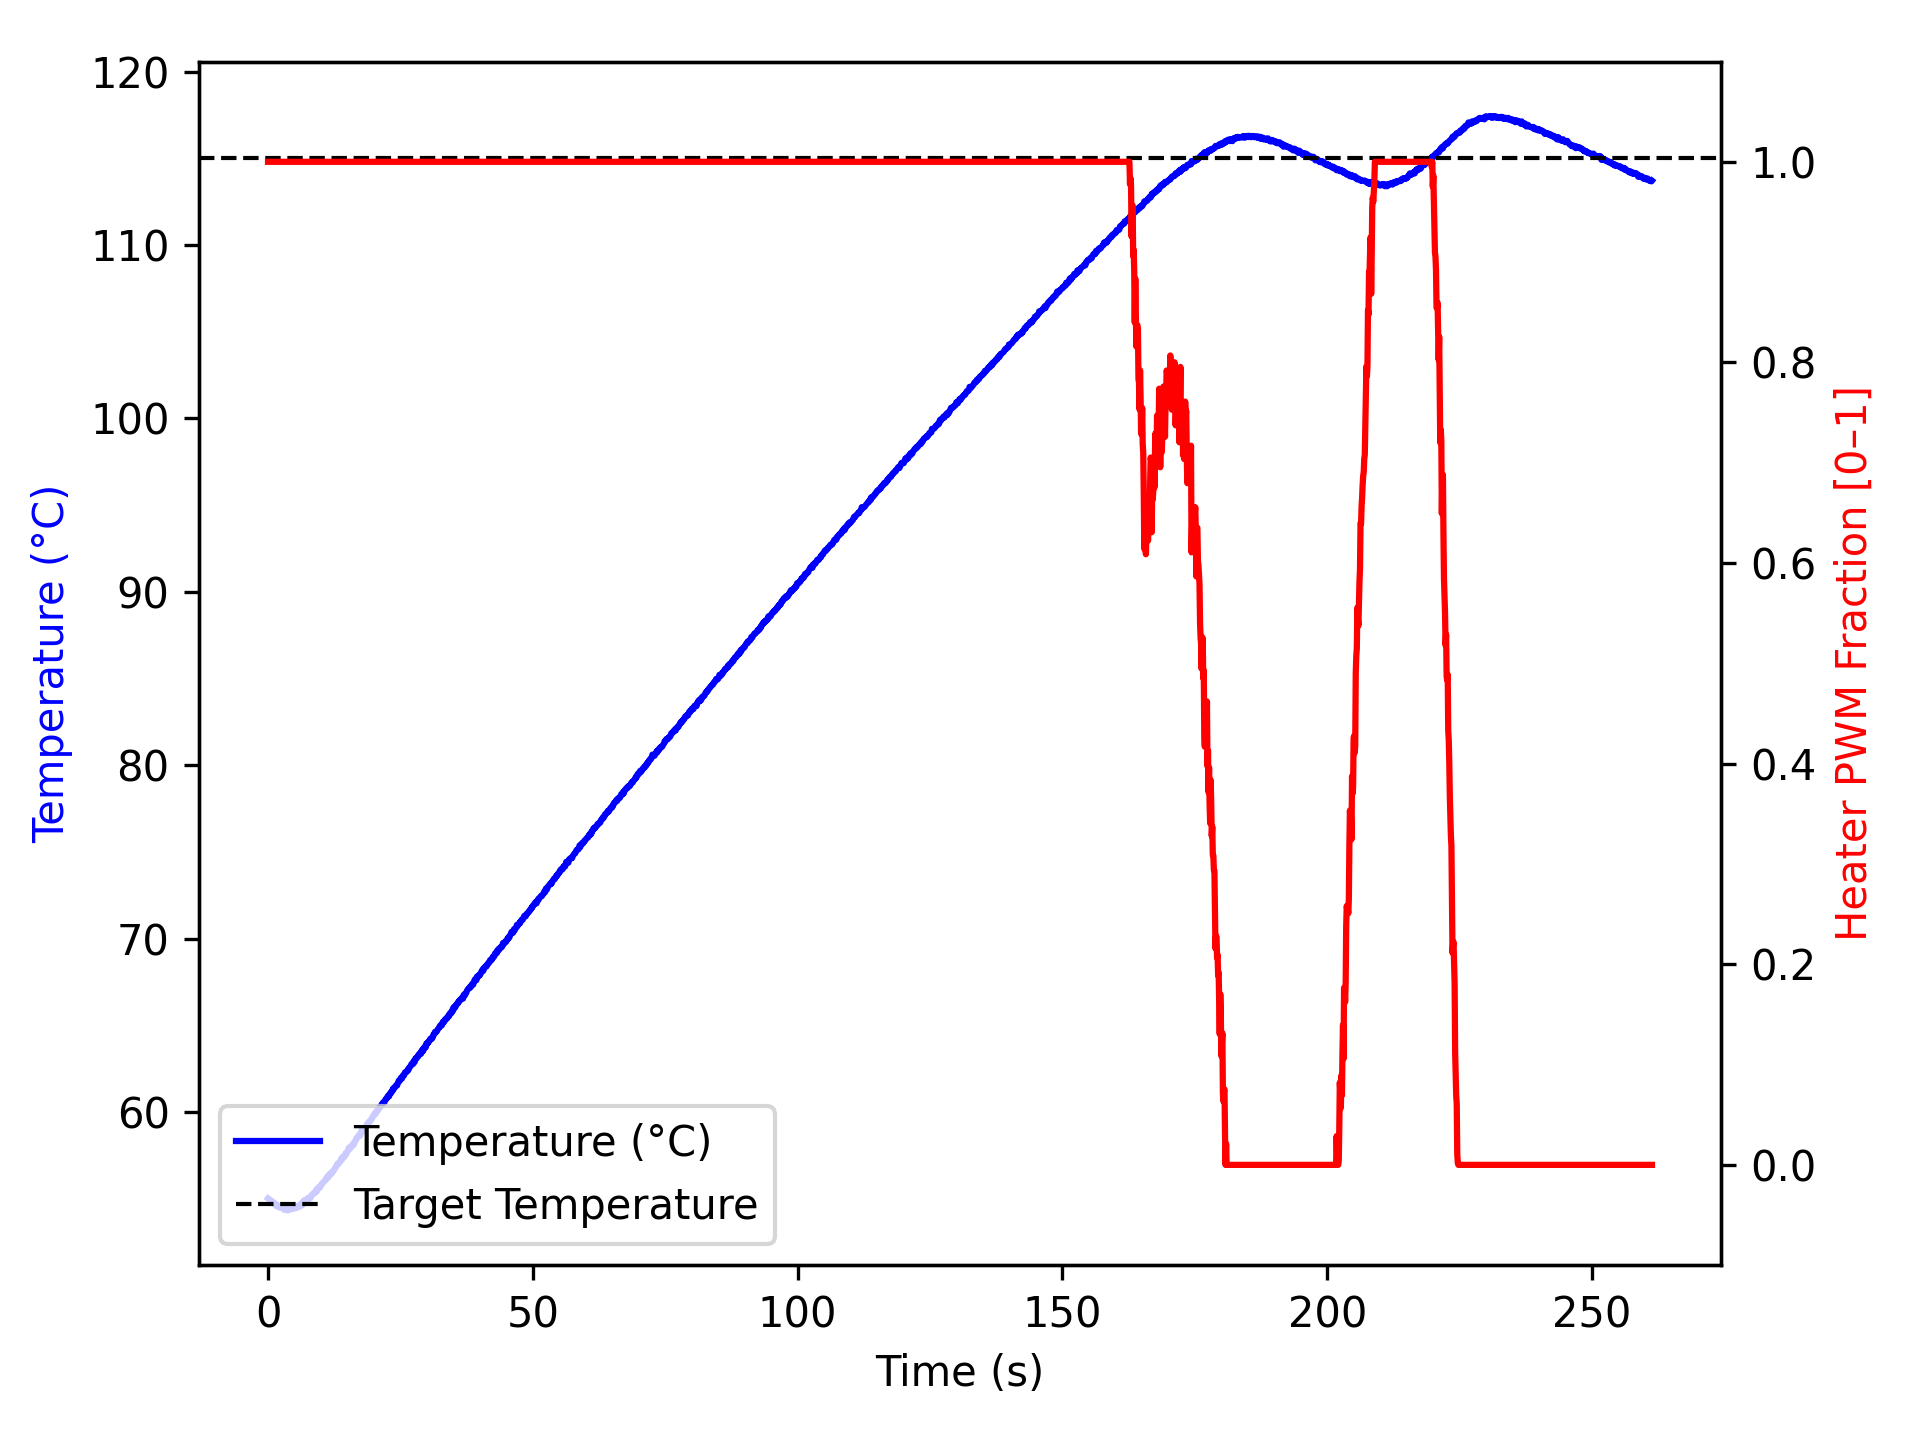 120
110
100
90
80
70
60
Temperature (°C)
1.0
0.8
0.6
0.4
0.2
0.0
Heater PWM Fraction [0–1]
Temperature (°C)
Target Temperature
0 50 100 150 200 250
Time (s)